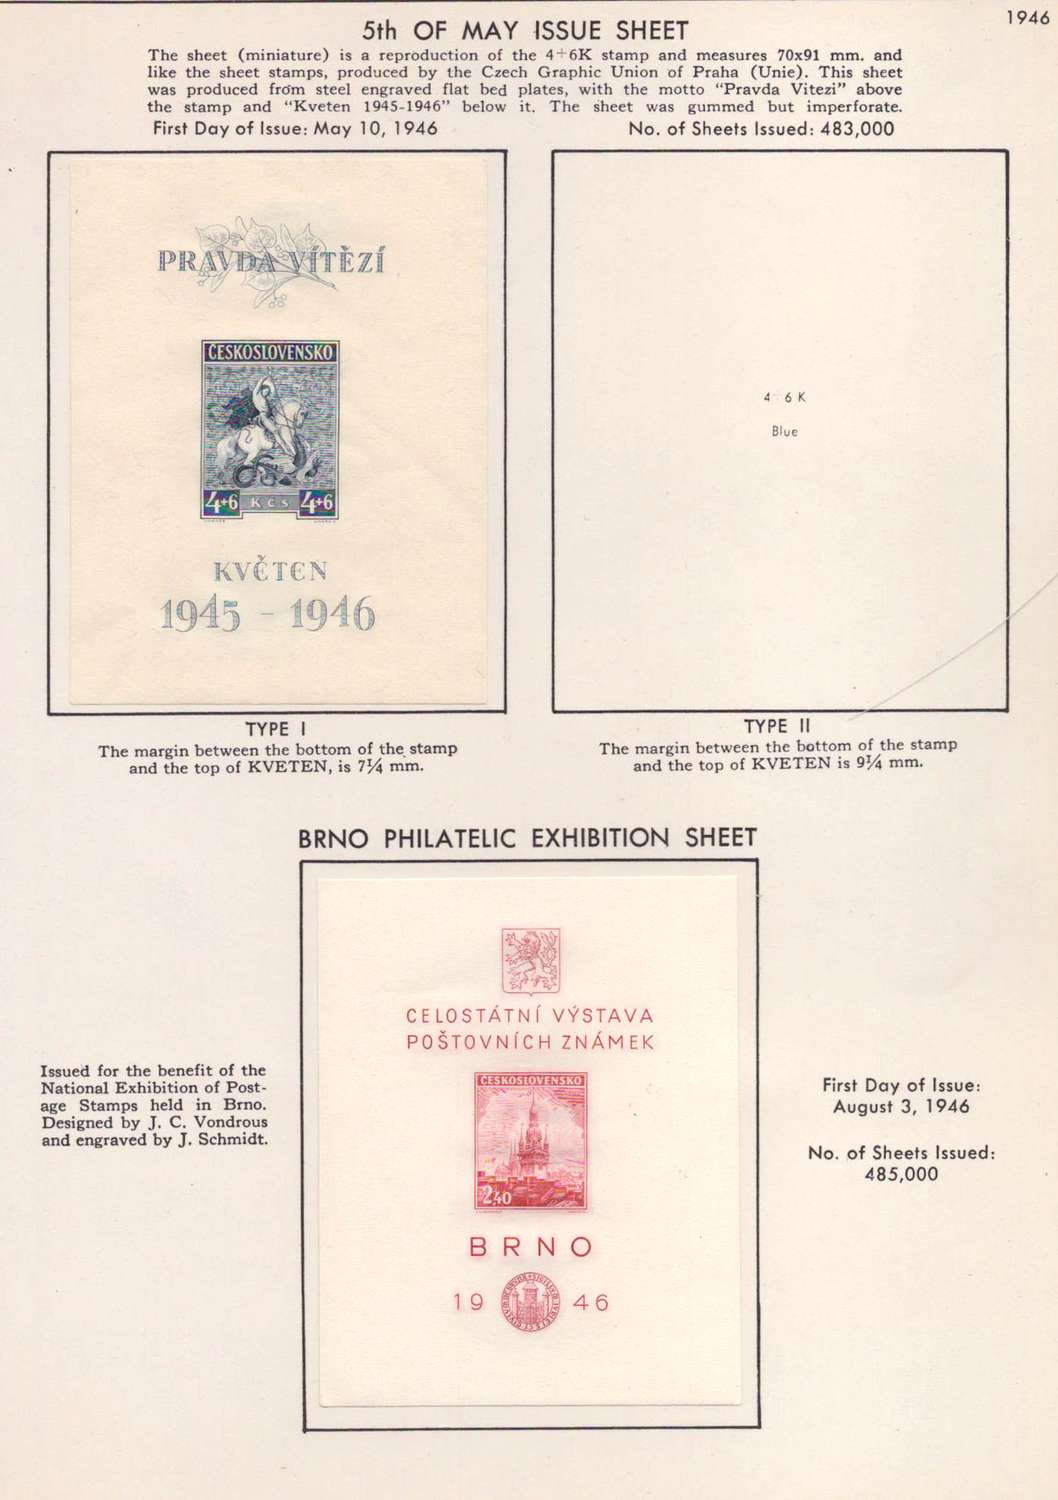 1946
5th OF MAY ISSUE SHEET
The sheet (miniature) is a reproduction of the 4+6K stamp and measures 70x91 mm. and
like the sheet stamps, produced by the Czech Graphic Union of Praha (Unie). This sheet
was produced from steel engraved flat bed plates, with the motto "Pravda Vitezi" above
the stamp and "Kveten 1945-1946" below it. The sheet was gummed but imperforate.
First Day of Issue: May 10, 1946
No. of Sheets Issued: 483,000
PRAVDA VÍTĚZÍ
ČESKOSLOVENSKO
4+6 KČS 4+6
KVĚTEN
1945 - 1946
4+6 K
Blue
TYPE I
The margin between the bottom of the stamp
and the top of KVETEN, is 7¼ mm.
TYPE II
The margin between the bottom of the stamp
and the top of KVETEN is 9¼ mm.
BRNO PHILATELIC EXHIBITION SHEET
CELOSTÁTNÍ VÝSTAVA
POŠTOVNÍCH ZNÁMEK
ČESKOSLOVENSKO
2,40
BRNO
19 46
Issued for the benefit of the
National Exhibition of Post-
age Stamps held in Brno.
Designed by J. C. Vondrous
and engraved by J. Schmidt.
First Day of Issue:
August 3, 1946
No. of Sheets Issued:
485,000